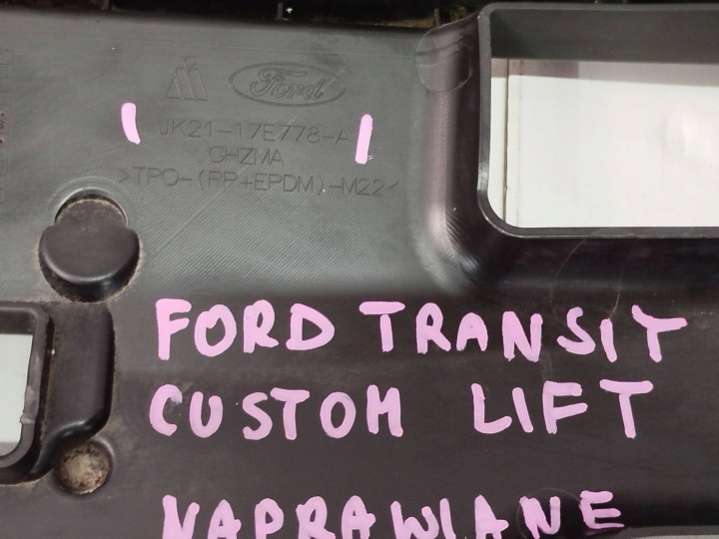 Ford
JK21-17E778-A
GHZMA
>TPO-(PP+EPDM)-M22<
FORD TRANSIT
CUSTOM LIFT
NAPRAWIANE